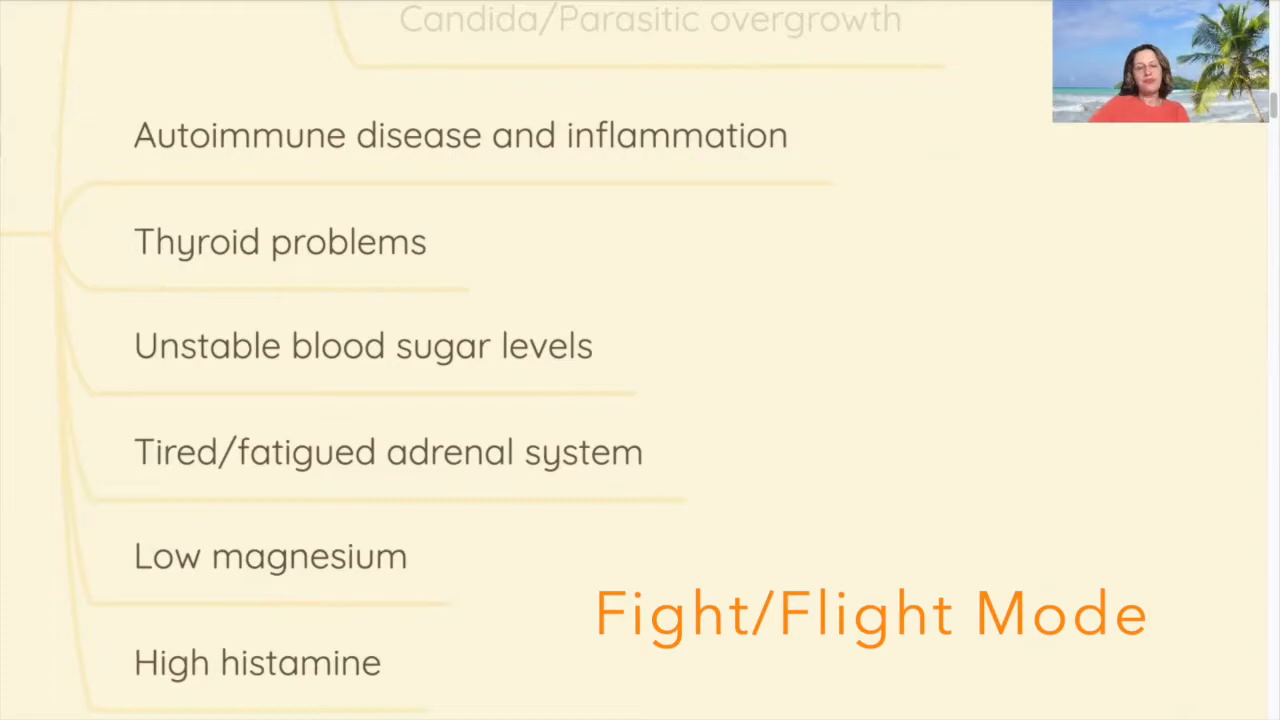 Candida/Parasitic overgrowth
Autoimmune disease and inflammation
Thyroid problems
Unstable blood sugar levels
Tired/fatigued adrenal system
Low magnesium
Fight/Flight Mode
High histamine